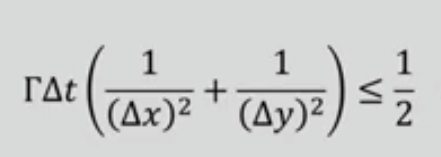 ΓΔt(1/(Δx)² + 1/(Δy)²) ≤ 1/2